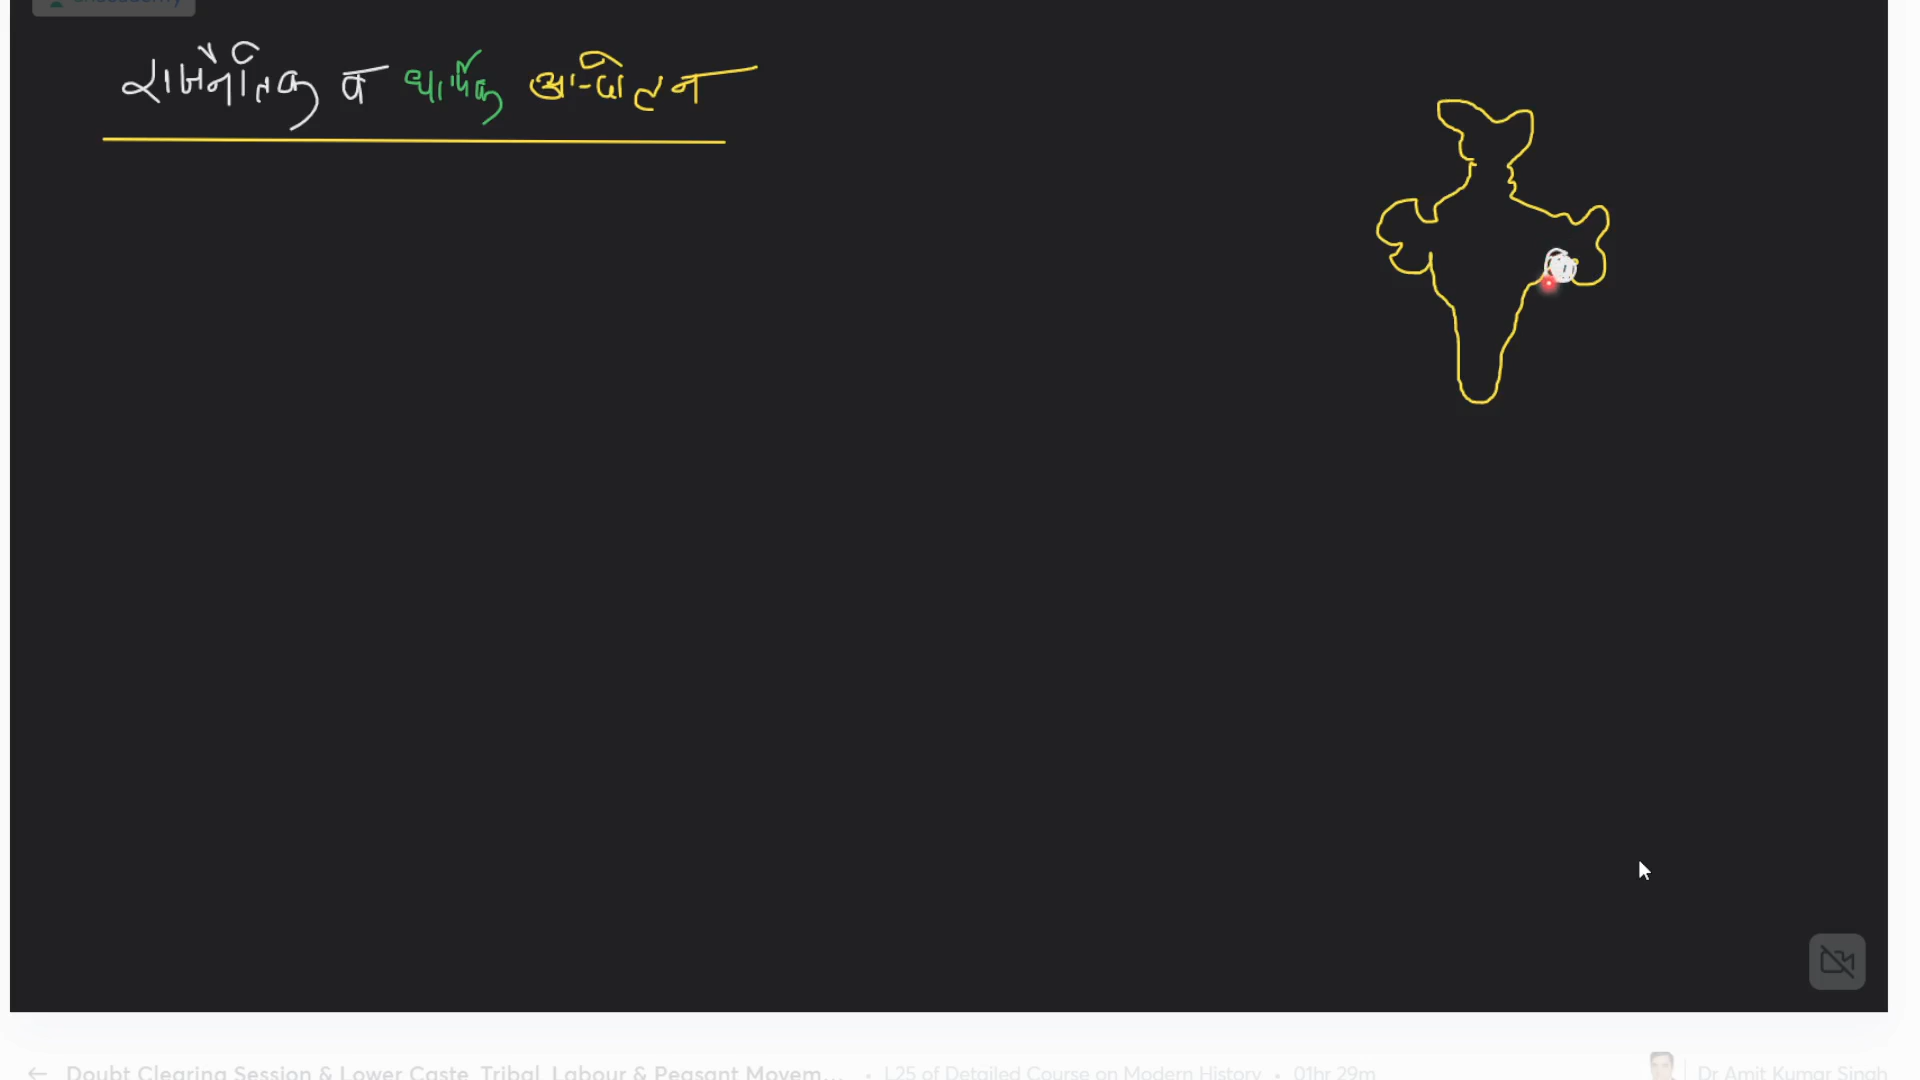 राजनैतिक व धार्मिक आन्दोलन
Doubt Clearing Session & Lower Caste, Tribal, Labour & Peasant Movem... • L25 of Detailed Course on Modern History • 01hr 29m
Dr Amit Kumar Singh